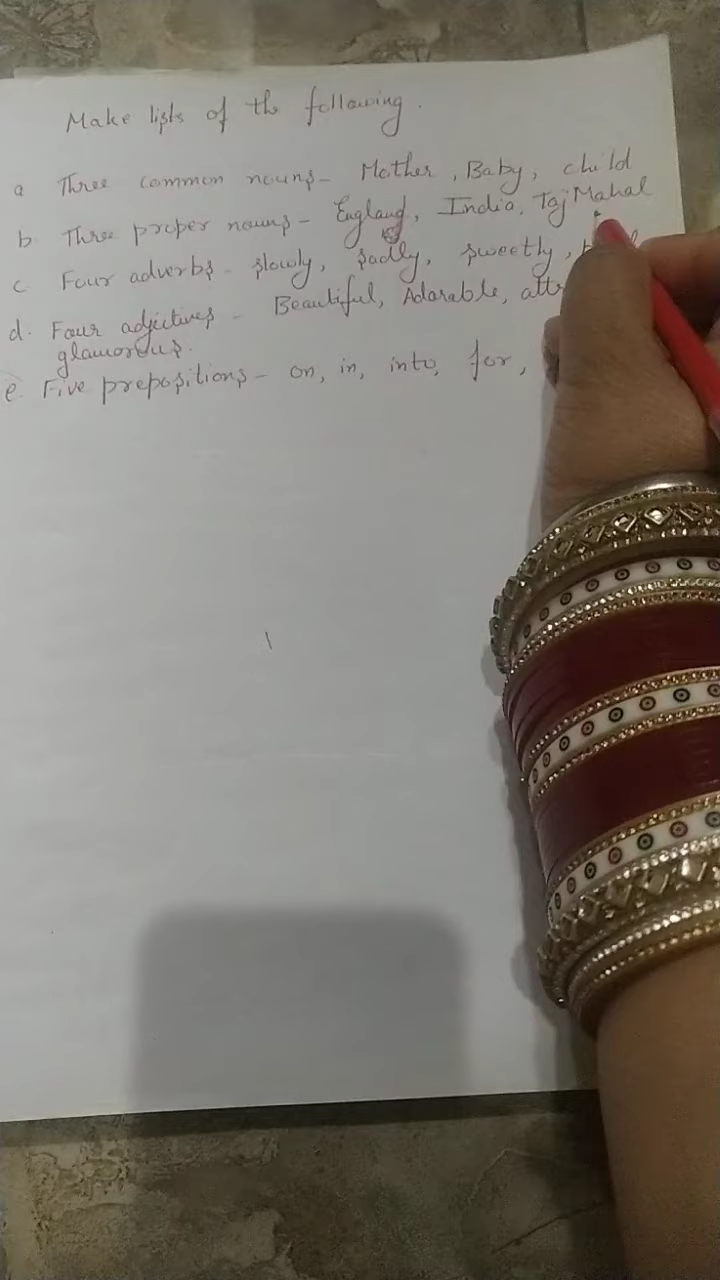 Make lists of the following.
a Three common nouns - Mother, Baby, child
b. Three proper nouns - England, India, Taj Mahal
c Four adverbs - slowly, sadly, sweetly,
d. Four adjectives - Beautiful, Adorable,
glamorous.
e. Five prepositions - on, in, into, for,